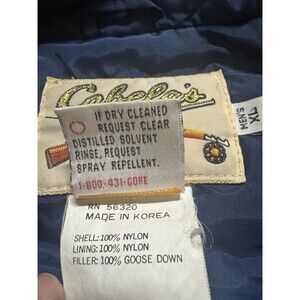 Cabela's
MEN'S
XL
IF DRY CLEANED
REQUEST CLEAR
DISTILLED SOLVENT
RINSE, REQUEST
SPRAY REPELLENT.
1-800-431-GORE
RN 56320
MADE IN KOREA
SHELL: 100% NYLON
LINING: 100% NYLON
FILLER: 100% GOOSE DOWN